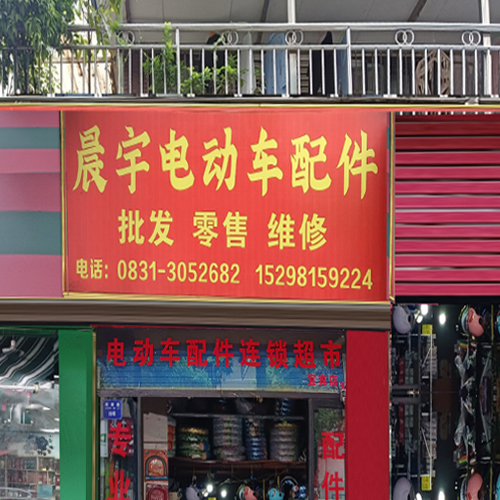 晨宇电动车配件
批发 零售 维修
电话：0831-3052682 15298159224
电动车配件连锁超市
专业
配件